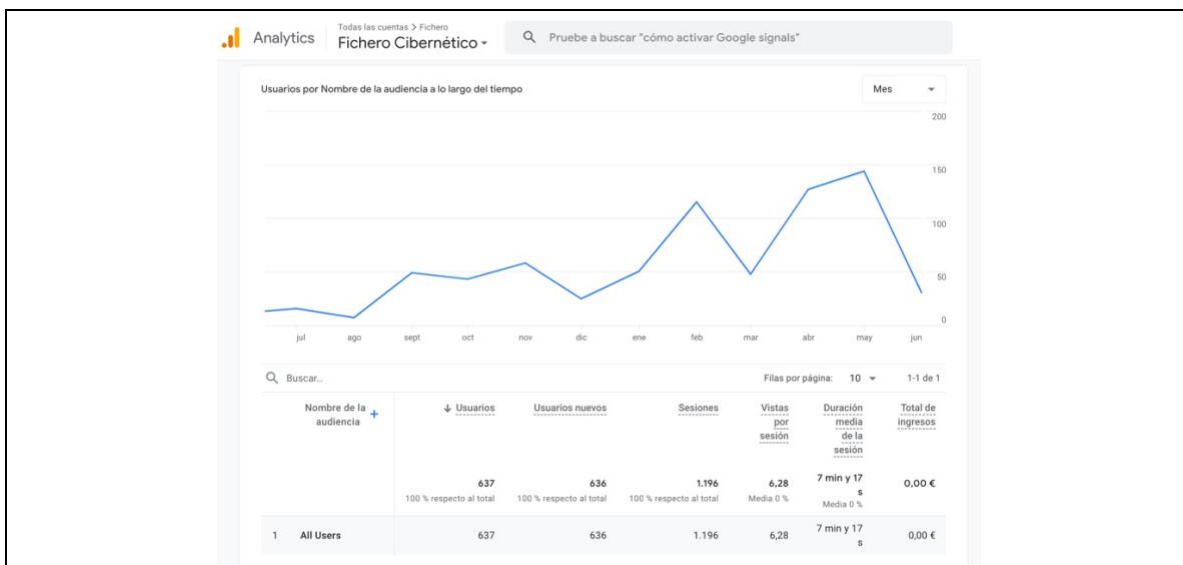 Analytics
Todas las cuentas > Fichero
Fichero Cibernético
Pruebe a buscar "cómo activar Google signals"
Usuarios por Nombre de la audiencia a lo largo del tiempo
Mes
200
150
100
50
0
jul ago sept oct nov dic ene feb mar abr may jun
Buscar...
Filas por página: 10 1-1 de 1
Nombre de la audiencia +
↓ Usuarios
Usuarios nuevos
Sesiones
Vistas por sesión
Duración media de la sesión
Total de ingresos
637 636 1.196 6,28 7 min y 17 s 0,00 €
100 % respecto al total 100 % respecto al total 100 % respecto al total Media 0 % Media 0 %
1 All Users 637 636 1.196 6,28 7 min y 17 s 0,00 €